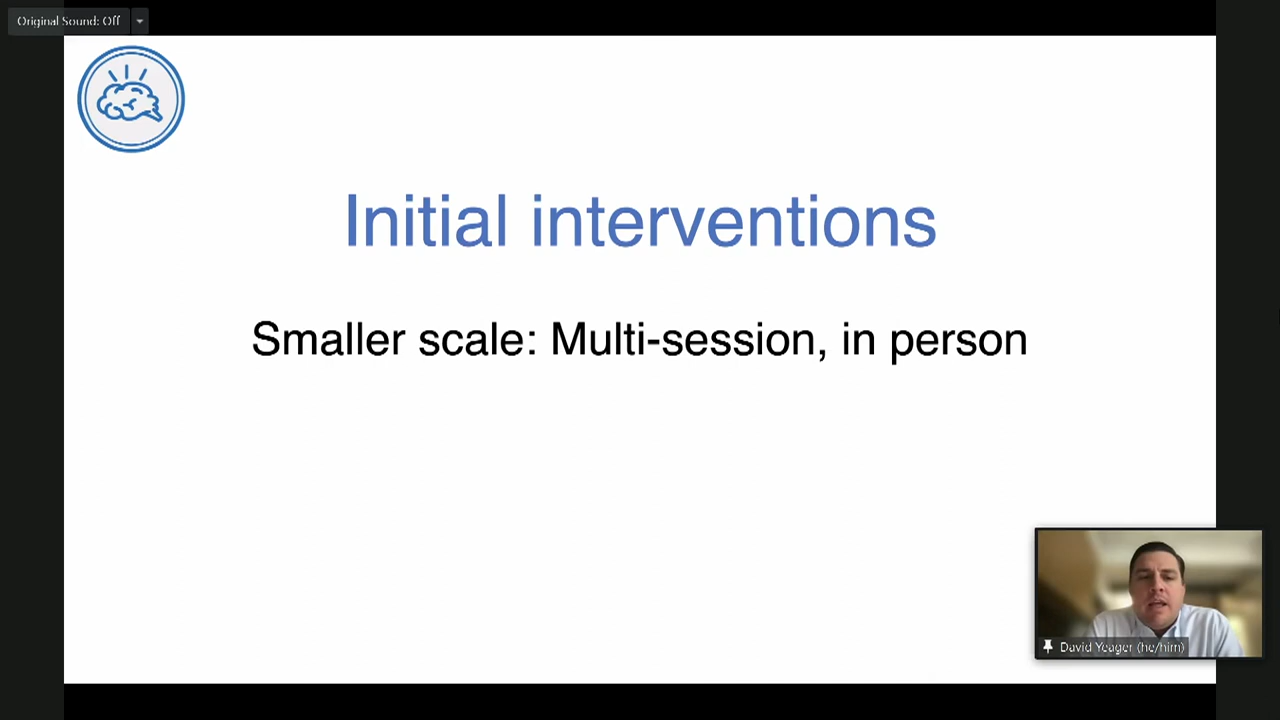 Original Sound: Off
Initial interventions
Smaller scale: Multi-session, in person
David Yeager (he/him)